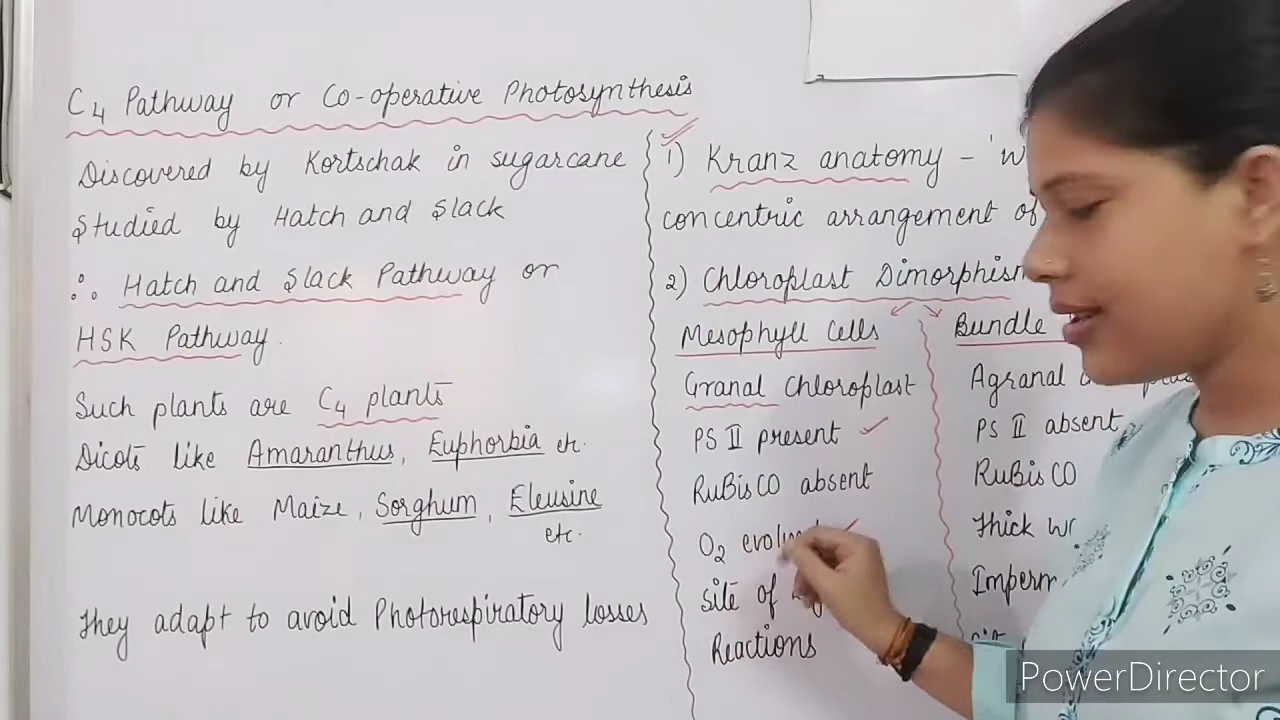 C4 Pathway or Co-operative Photosynthesis
Discovered by Kortschak in sugarcane
Studied by Hatch and Slack
∴ Hatch and Slack Pathway or
HSK Pathway.
Such plants are C4 plants
Dicots like Amaranthus, Euphorbia etc.
Monocots like Maize, Sorghum, Eleusine
etc.
They adapt to avoid Photorespiratory losses
1) Kranz anatomy -
concentric arrangement of
2) Chloroplast Dimorphism
Mesophyll Cells
Granal Chloroplast
PS II present
RuBisCO absent
O2
Site of
Reactions
Bundle
Agranal
PS II absent
RuBisCO
Thick
PowerDirector